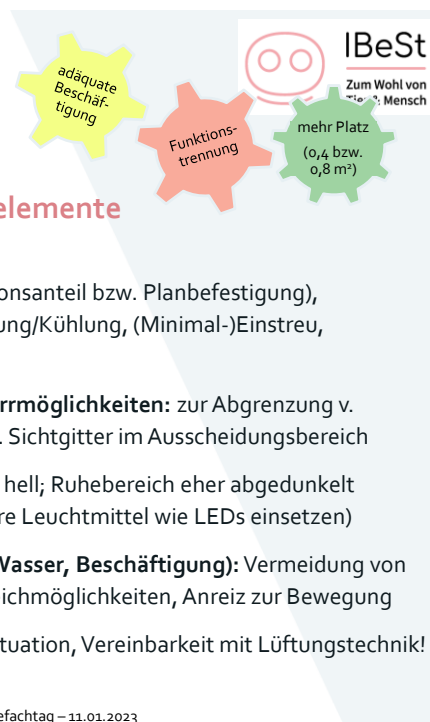 IBeSt
Zum Wohl von
Tier & Mensch
adäquate
Beschäf-
tigung
Funktions-
trennung
mehr Platz
(0,4 bzw.
0,8 m²)
elemente
onsanteil bzw. Planbefestigung),
ung/Kühlung, (Minimal-)Einstreu,
rrmöglichkeiten: zur Abgrenzung v.
. Sichtgitter im Ausscheidungsbereich
hell; Ruhebereich eher abgedunkelt
re Leuchtmittel wie LEDs einsetzen)
Wasser, Beschäftigung): Vermeidung von
ichmöglichkeiten, Anreiz zur Bewegung
tuation, Vereinbarkeit mit Lüftungstechnik!
efachtag – 11.01.2023